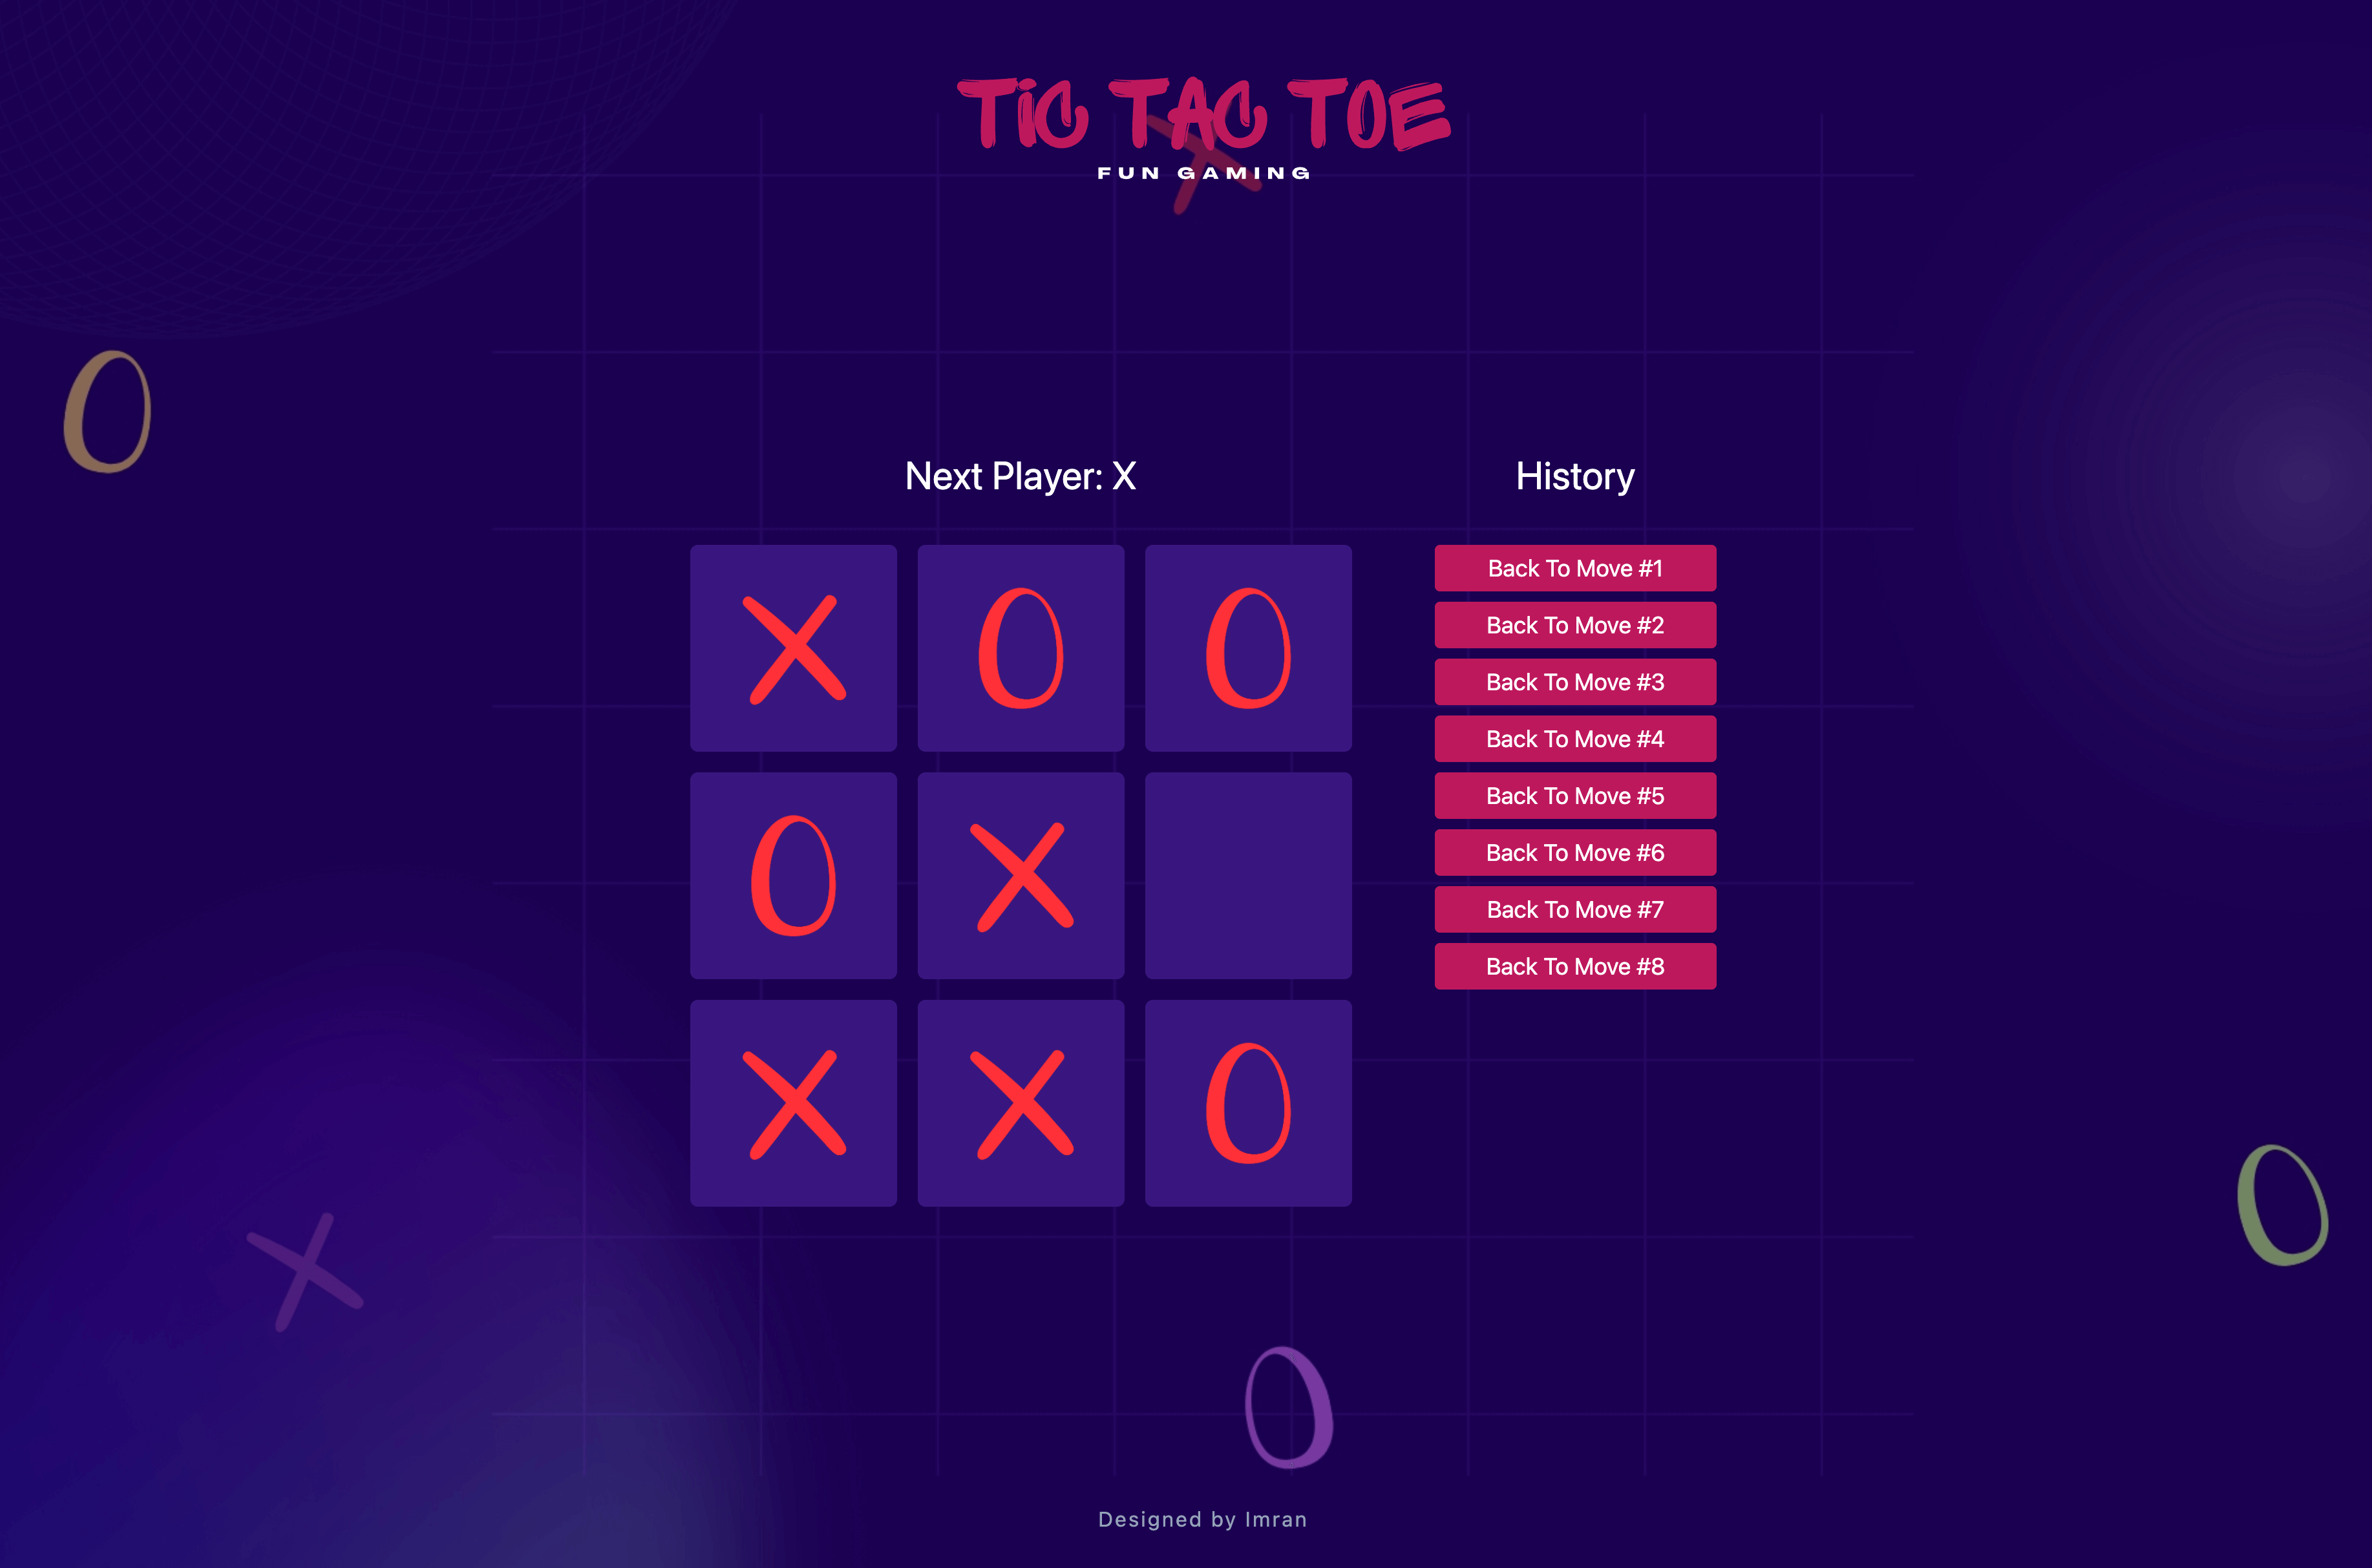 TIC TAC TOE
FUN GAMING
Next Player: X
History
X O O
O X
X X O
Back To Move #1
Back To Move #2
Back To Move #3
Back To Move #4
Back To Move #5
Back To Move #6
Back To Move #7
Back To Move #8
Designed by Imran